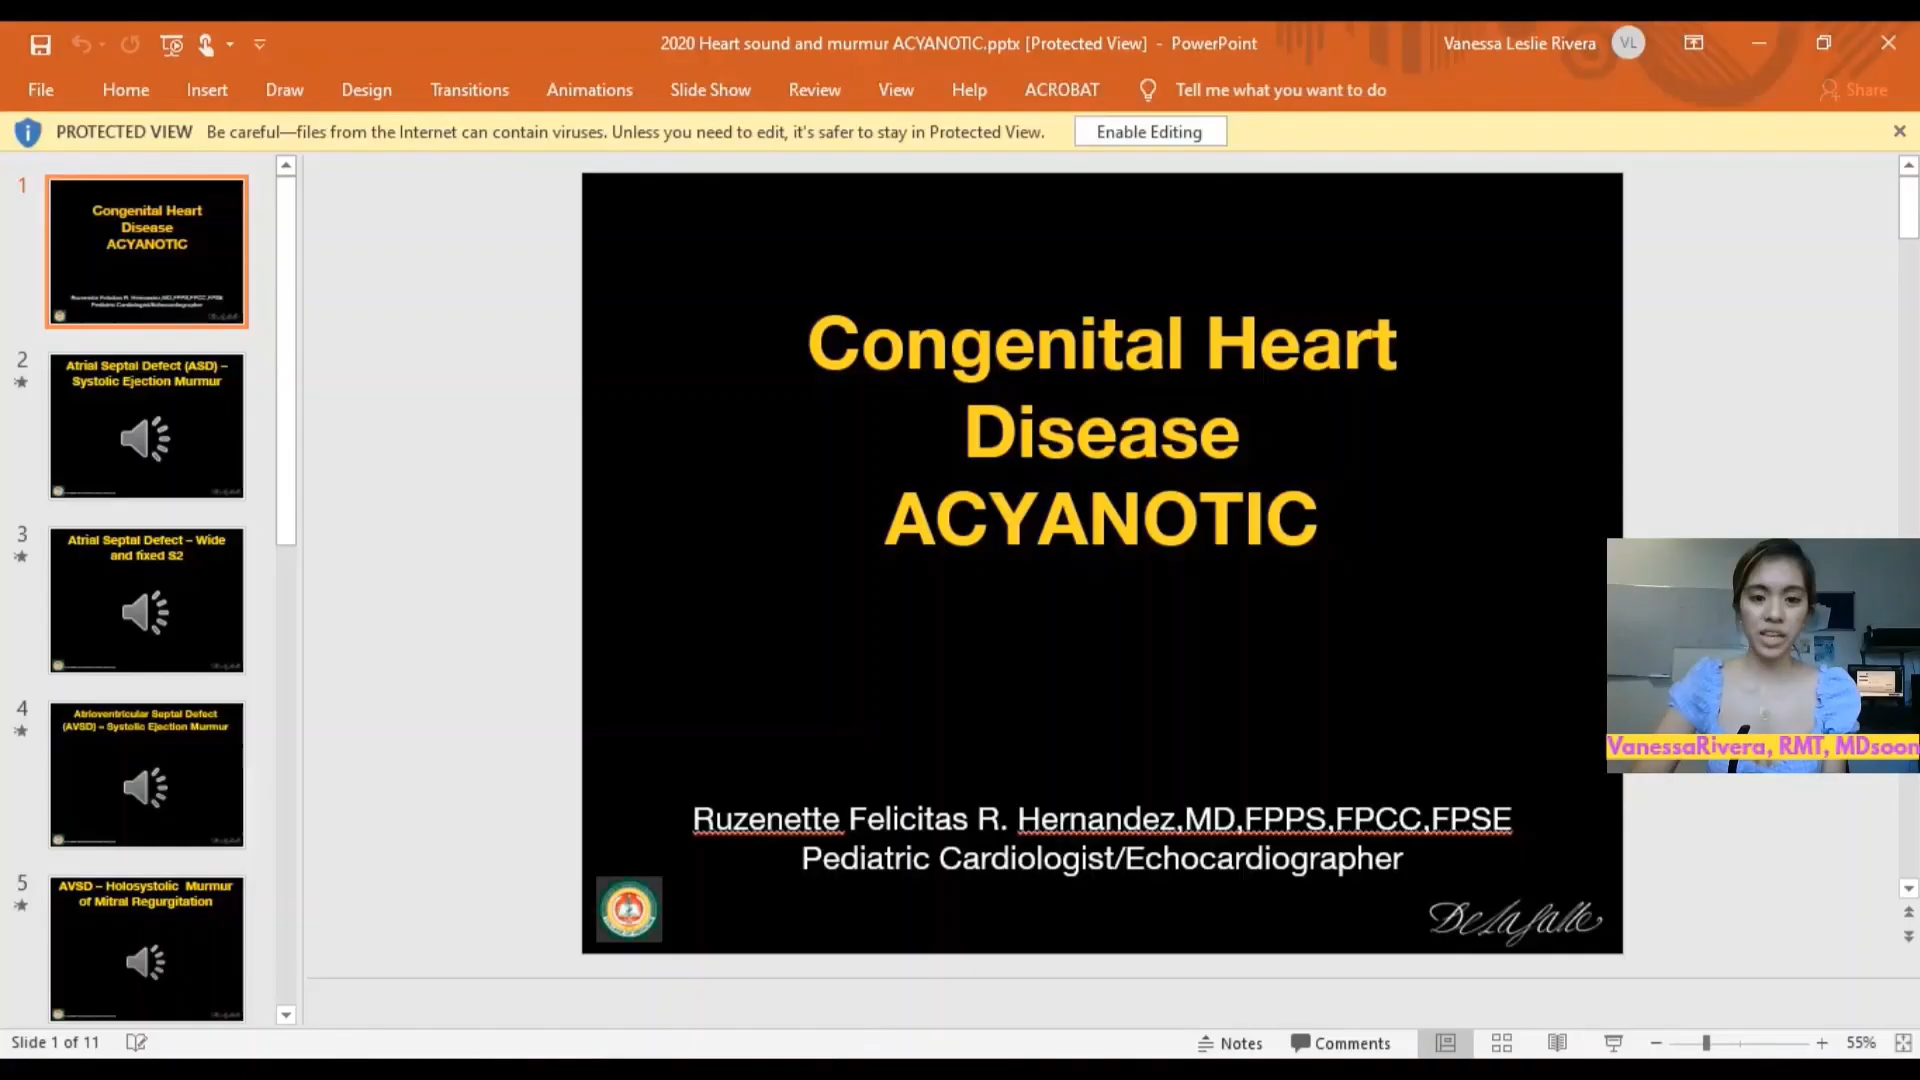 2020 Heart sound and murmur ACYANOTIC.pptx [Protected View] - PowerPoint
Vanessa Leslie Rivera
VL
File Home Insert Draw Design Transitions Animations Slide Show Review View Help ACROBAT Tell me what you want to do Share
PROTECTED VIEW Be careful—files from the Internet can contain viruses. Unless you need to edit, it's safer to stay in Protected View. Enable Editing
1
Congenital Heart
Disease
ACYANOTIC
2
Atrial Septal Defect (ASD) –
Systolic Ejection Murmur
3
Atrial Septal Defect – Wide
and fixed S2
4
Atrioventricular Septal Defect
(AVSD) – Systolic Ejection Murmur
5
AVSD – Holosystolic Murmur
of Mitral Regurgitation
Congenital Heart
Disease
ACYANOTIC
Ruzenette Felicitas R. Hernandez,MD,FPPS,FPCC,FPSE
Pediatric Cardiologist/Echocardiographer
De La Salle
VanessaRivera, RMT, MDsoon
Slide 1 of 11
Notes Comments 55%